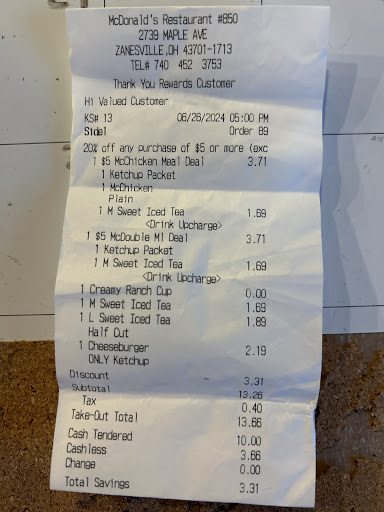 McDonald's Restaurant #850
2739 MAPLE AVE
ZANESVILLE,OH 43701-1713
TEL# 740 452 3753
Thank You Rewards Customer
Hi Valued Customer
KS# 13 06/26/2024 05:00 PM
Side1 Order 89
20% off any purchase of $5 or more (exc
1 $5 McChicken Meal Deal 3.71
1 Ketchup Packet
1 McChicken
Plain
1 M Sweet Iced Tea 1.69
<Drink Upcharge>
1 $5 McDouble Ml Deal 3.71
1 Ketchup Packet
1 M Sweet Iced Tea 1.69
<Drink Upcharge>
1 Creamy Ranch Cup 0.00
1 M Sweet Iced Tea 1.69
1 L Sweet Iced Tea 1.89
Half Cut
1 Cheeseburger 2.19
ONLY Ketchup
Discount - 3.31
Subtotal 13.26
Tax 0.40
Take-Out Total 13.66
Cash Tendered 10.00
Cashless 3.66
Change 0.00
Total Savings 3.31